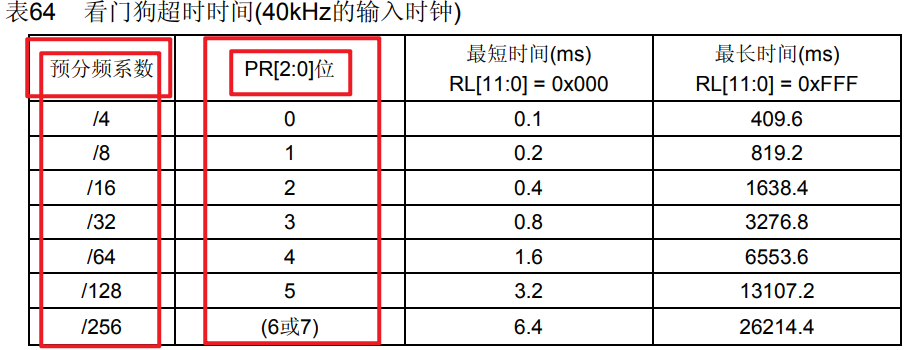 表64 看门狗超时时间(40kHz的输入时钟)
预分频系数 PR[2:0]位 最短时间(ms) RL[11:0] = 0x000 最长时间(ms) RL[11:0] = 0xFFF
/4 0 0.1 409.6
/8 1 0.2 819.2
/16 2 0.4 1638.4
/32 3 0.8 3276.8
/64 4 1.6 6553.6
/128 5 3.2 13107.2
/256 (6或7) 6.4 26214.4